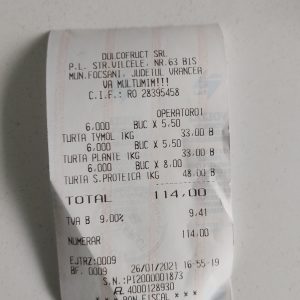 DULCOFRUCT SRL
P.L. STR.VILCELE, NR.63 BIS
MUN.FOCSANI, JUDETUL VRANCEA
VA MULTUMIM!!!
C.I.F.: RO 28395458
OPERATOR01
6,000 BUC X 5.50
TURTA TYMOL 1KG 33,00 B
6,000 BUC X 5.50
TURTA PLANTE 1KG 33,00 B
6,000 BUC X 8.00
TURTA S.PROTEICA 1KG 48,00 B
TOTAL 114,00
TVA B 9,00% 9,41
NUMERAR 114,00
EJTRZ:0009
BF. 0009 26/01/2021 16-55-19
S.N.:P12000001873
4000128930
* * * BON FISCAL * * *